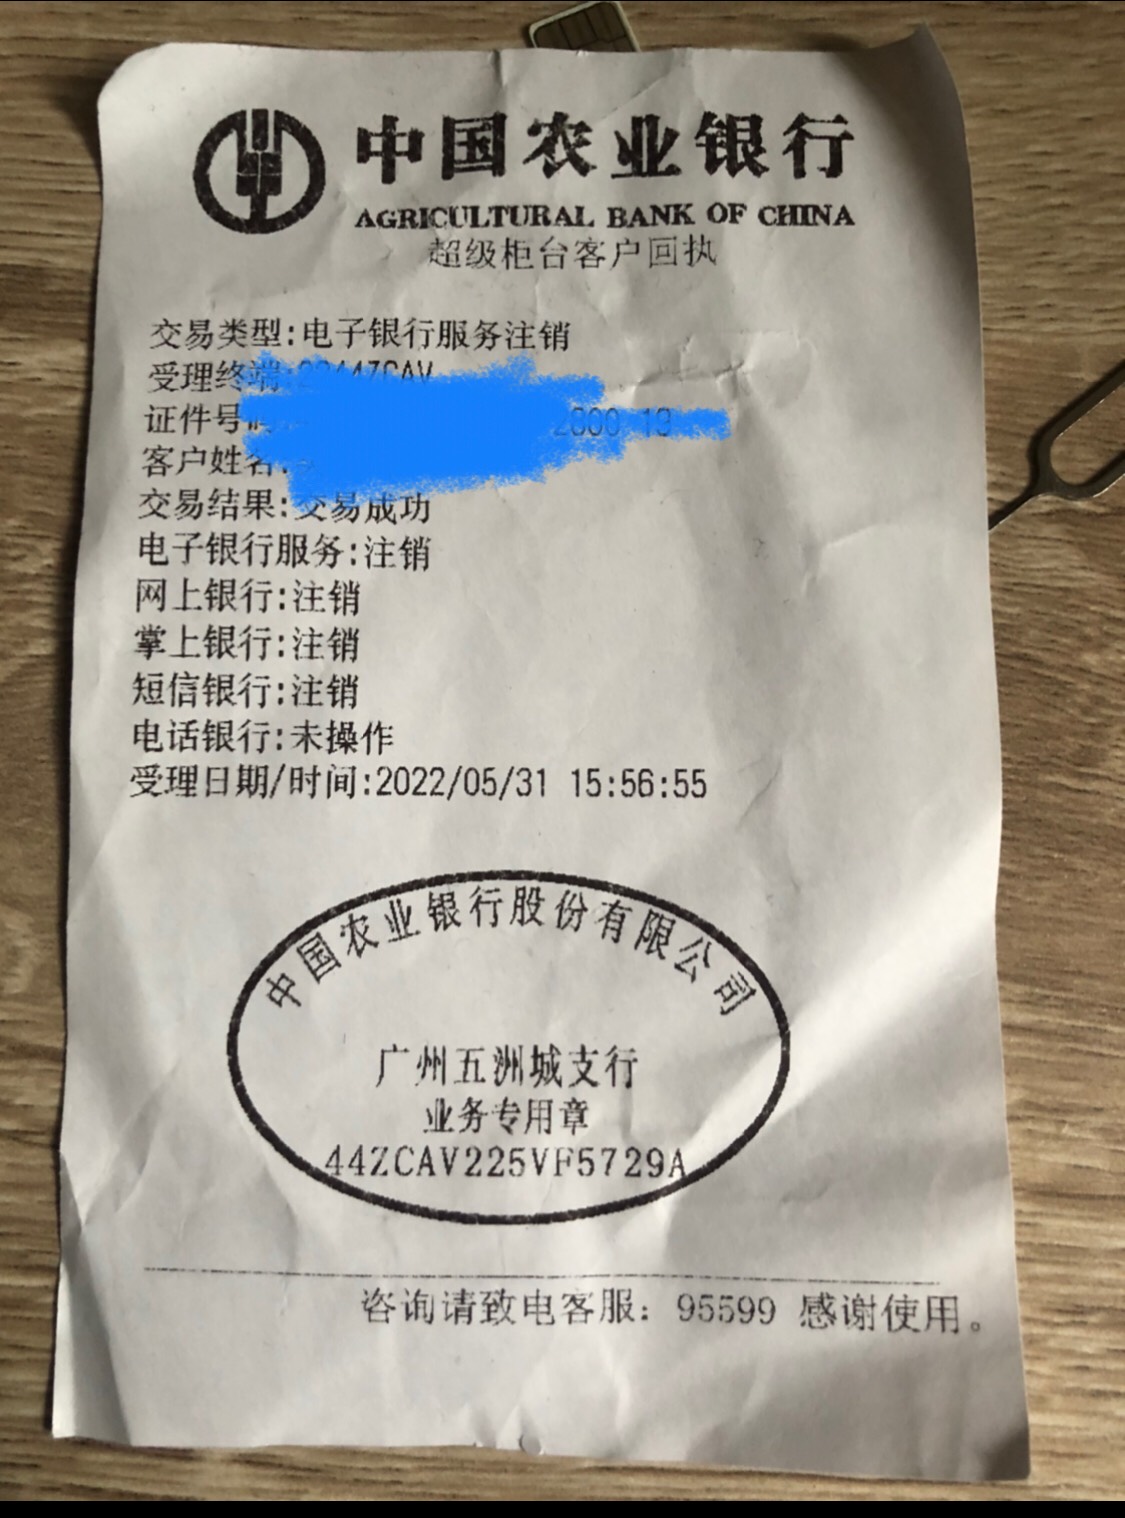 中国农业银行
AGRICULTURAL BANK OF CHINA
超级柜台客户回执
交易类型:电子银行服务注销
受理终端:
证件号
客户姓名:
交易结果:交易成功
电子银行服务:注销
网上银行:注销
掌上银行:注销
短信银行:注销
电话银行:未操作
受理日期/时间:2022/05/31 15:56:55
中国农业银行股份有限公司
广州五洲城支行
业务专用章
44ZCAV225VF5729A
咨询请致电客服：95599 感谢使用。